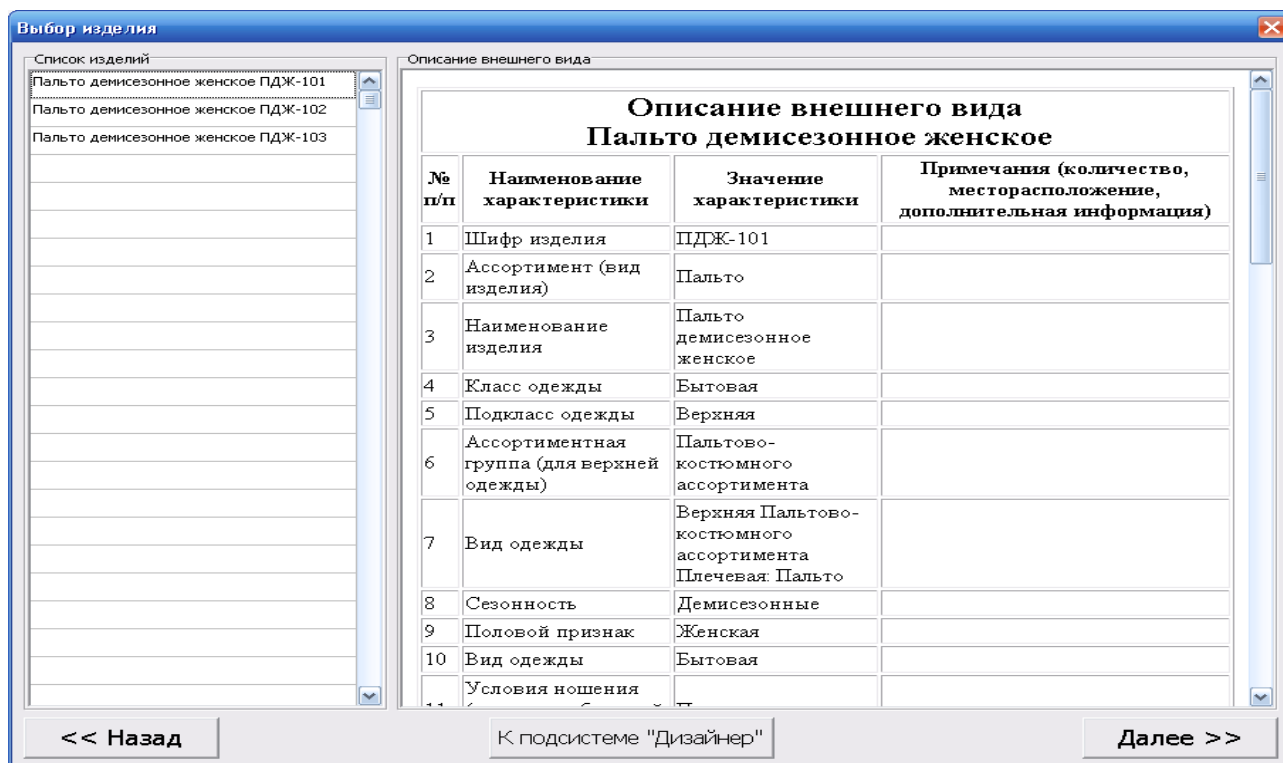 Выбор изделия
Список изделий
Пальто демисезонное женское ПДЖ-101
Пальто демисезонное женское ПДЖ-102
Пальто демисезонное женское ПДЖ-103
Описание внешнего вида
Описание внешнего вида
Пальто демисезонное женское
№ п/п
Наименование характеристики
Значение характеристики
Примечания (количество, месторасположение, дополнительная информация)
1 Шифр изделия ПДЖ-101
2 Ассортимент (вид изделия) Пальто
3 Наименование изделия Пальто демисезонное женское
4 Класс одежды Бытовая
5 Подкласс одежды Верхняя
6 Ассортиментная группа (для верхней одежды) Пальтово-костюмного ассортимента
7 Вид одежды Верхняя Пальтово-костюмного ассортимента Плечевая: Пальто
8 Сезонность Демисезонные
9 Половой признак Женская
10 Вид одежды Бытовая
Условия ношения
<< Назад
К подсистеме "Дизайнер"
Далее >>